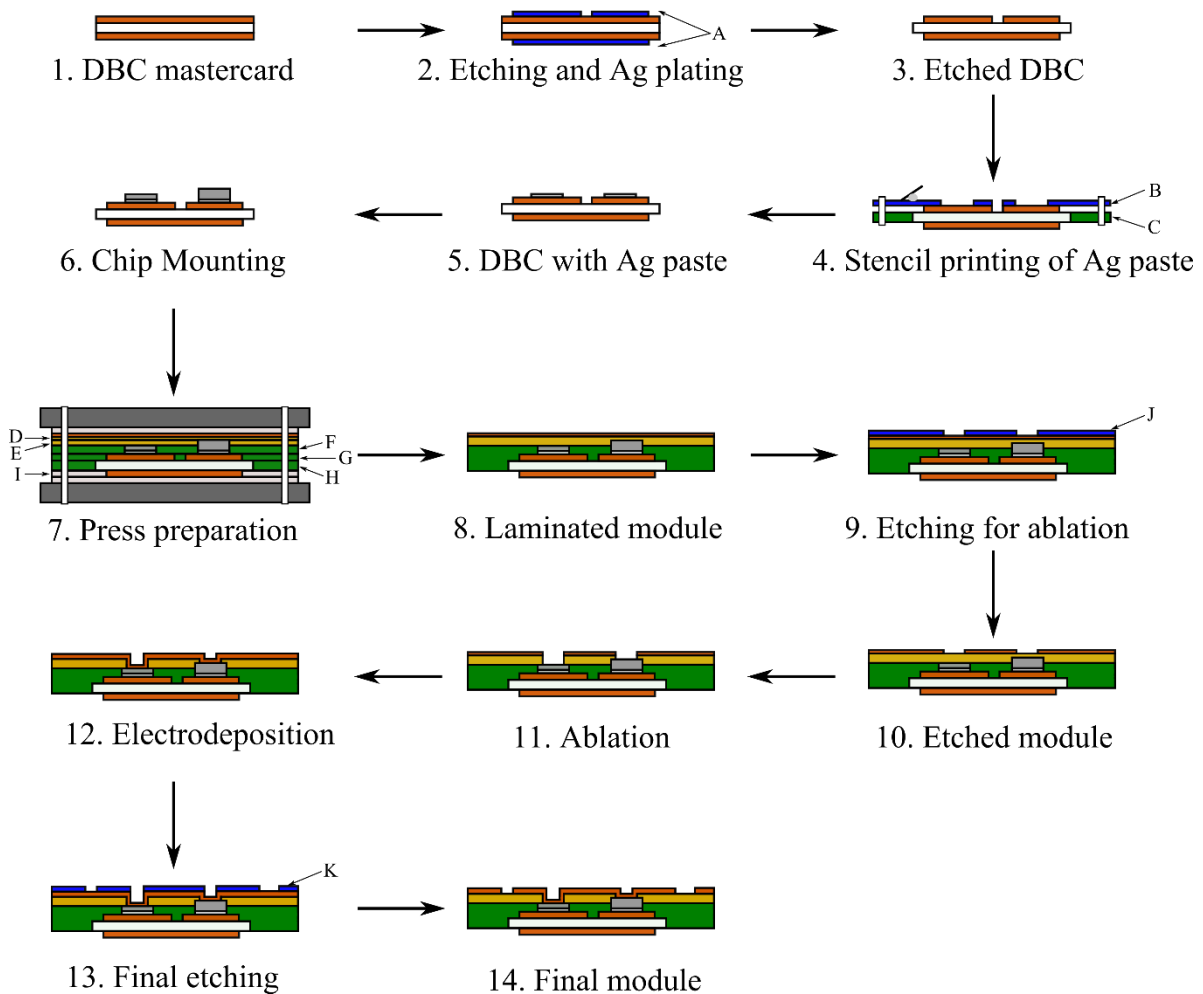 A
1. DBC mastercard
2. Etching and Ag plating
3. Etched DBC
B
C
6. Chip Mounting
5. DBC with Ag paste
4. Stencil printing of Ag paste
D
E
F
G
I
H
7. Press preparation
J
8. Laminated module
9. Etching for ablation
12. Electrodeposition
11. Ablation
10. Etched module
K
13. Final etching
14. Final module